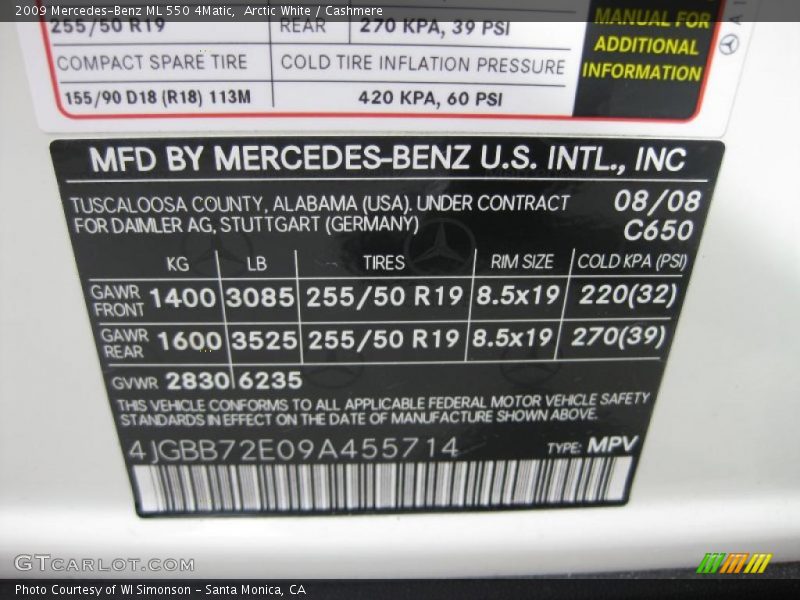 2009 Mercedes-Benz ML 550 4Matic, Arctic White / Cashmere
255/50 R19 REAR 270 KPA, 39 PSI
COMPACT SPARE TIRE COLD TIRE INFLATION PRESSURE
155/90 D18 (R18) 113M 420 KPA, 60 PSI
MANUAL FOR
ADDITIONAL
INFORMATION
MFD BY MERCEDES-BENZ U.S. INTL., INC
TUSCALOOSA COUNTY, ALABAMA (USA), UNDER CONTRACT 08/08
FOR DAIMLER AG, STUTTGART (GERMANY) C650
KG LB TIRES RIM SIZE COLD KPA (PSI)
GAWR FRONT 1400 3085 255/50 R19 8.5x19 220(32)
GAWR REAR 1600 3525 255/50 R19 8.5x19 270(39)
GVWR 2830 6235
THIS VEHICLE CONFORMS TO ALL APPLICABLE FEDERAL MOTOR VEHICLE SAFETY
STANDARDS IN EFFECT ON THE DATE OF MANUFACTURE SHOWN ABOVE.
4JGBB72E09A455714 TYPE: MPV
GTCARLOT.COM
Photo Courtesy of WI Simonson - Santa Monica, CA